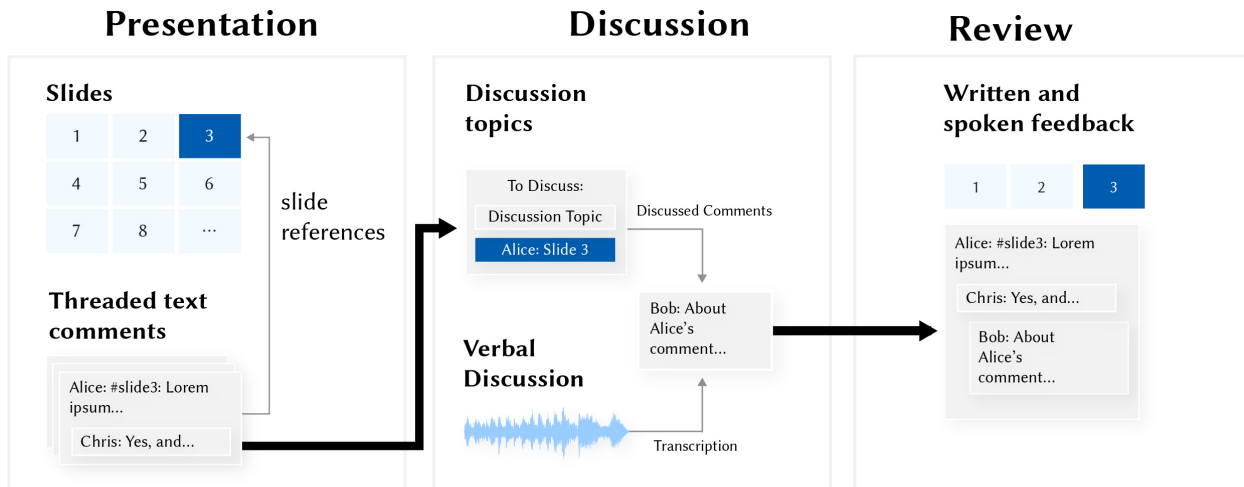 Presentation
Discussion
Review
Slides
1 2 3
4 5 6
7 8 ...
slide
references
Threaded text
comments
Alice: #slide3: Lorem
ipsum...
Chris: Yes, and...
Discussion
topics
To Discuss:
Discussion Topic
Alice: Slide 3
Discussed Comments
Bob: About
Alice’s
comment...
Verbal
Discussion
Transcription
Written and
spoken feedback
1 2 3
Alice: #slide3: Lorem
ipsum...
Chris: Yes, and...
Bob: About
Alice’s
comment...